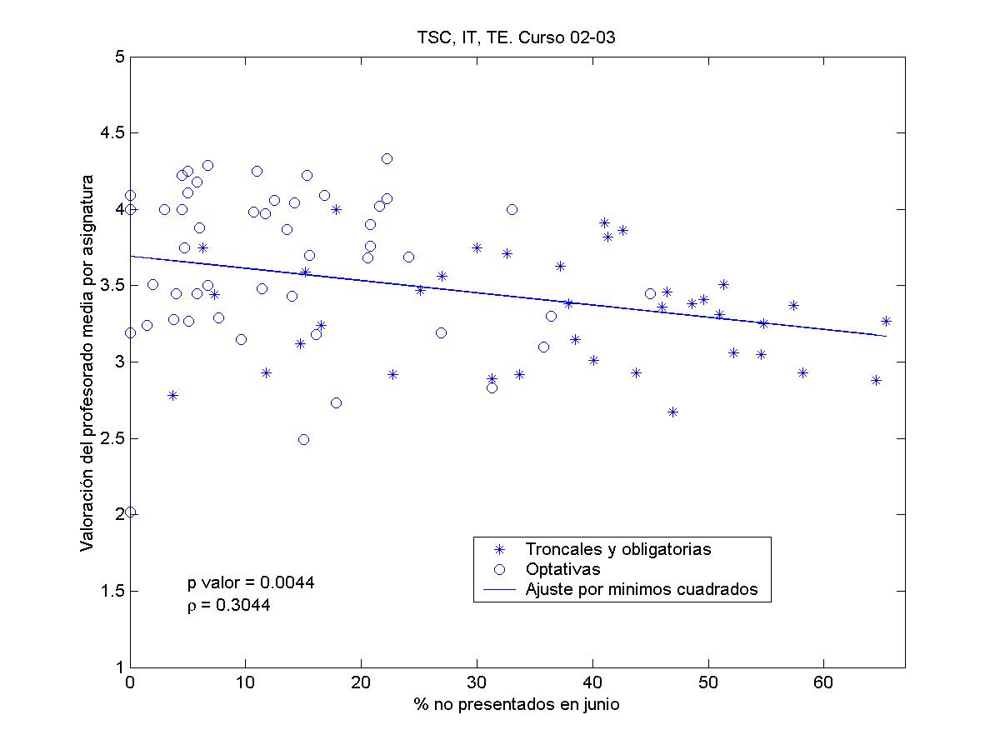 TSC, IT, TE. Curso 02-03
5
4.5
4
3.5
3
2.5
2
1.5
1
Valoración del profesorado media por asignatura
Troncales y obligatorias
Optativas
Ajuste por minimos cuadrados
p valor = 0.0044
ρ = 0.3044
0 10 20 30 40 50 60
% no presentados en junio